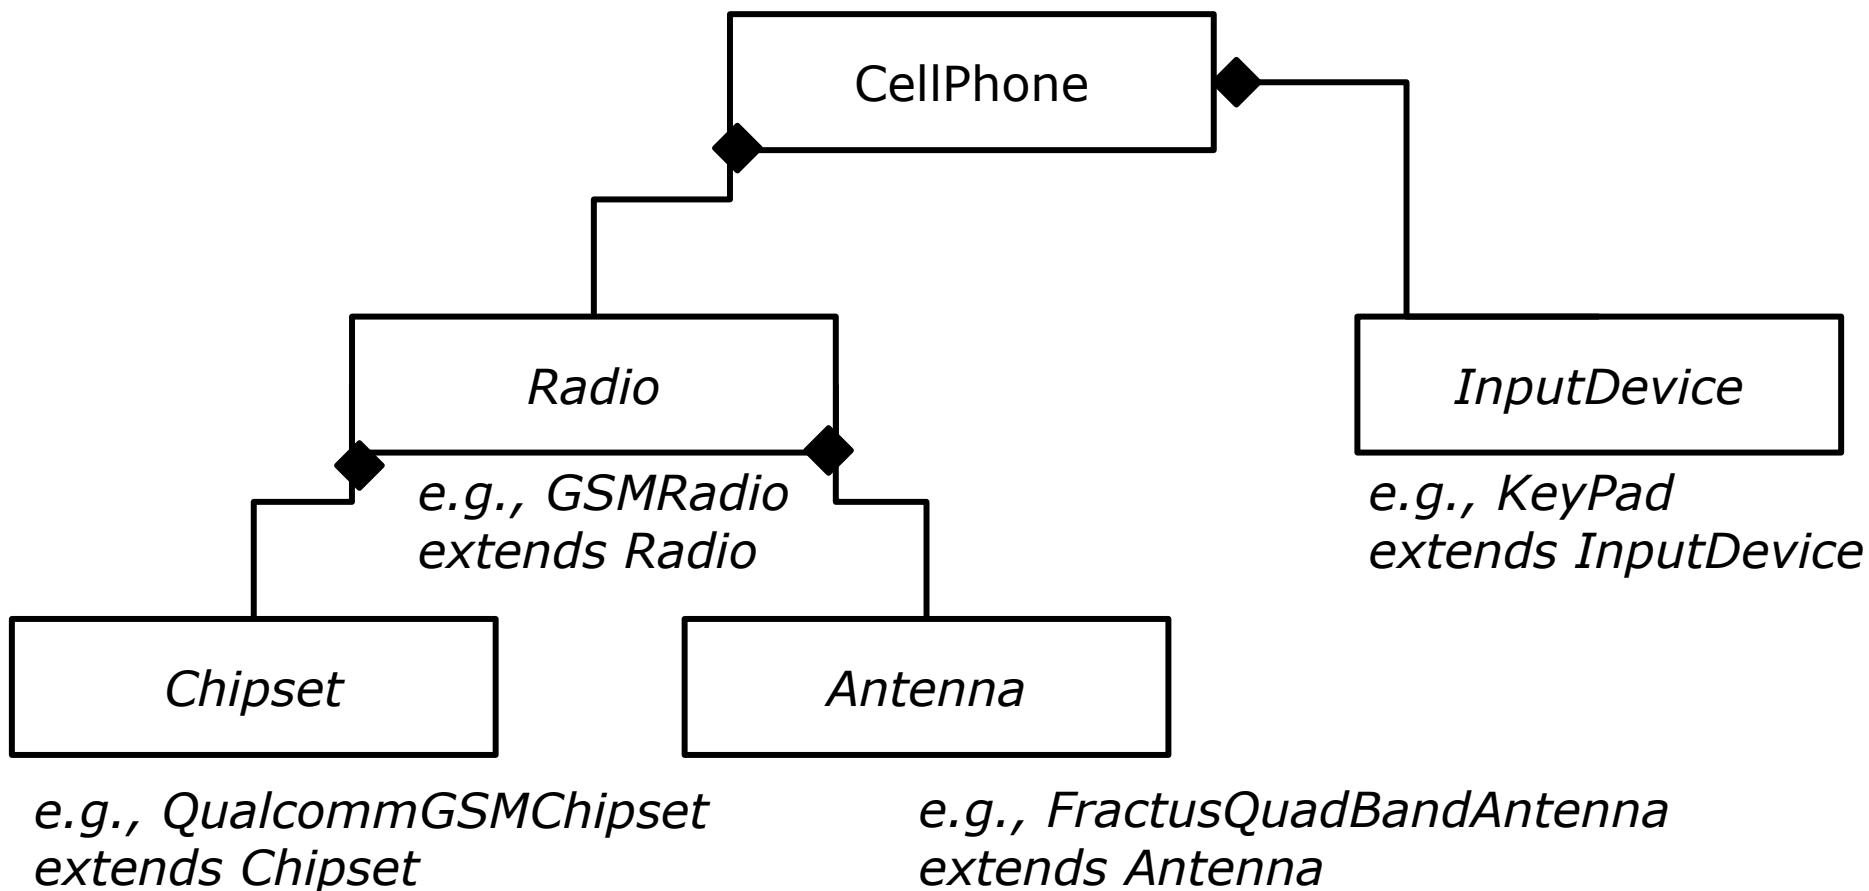 CellPhone
Radio
InputDevice
e.g., GSMRadio
extends Radio
e.g., KeyPad
extends InputDevice
Chipset
Antenna
e.g., QualcommGSMChipset
extends Chipset
e.g., FractusQuadBandAntenna
extends Antenna